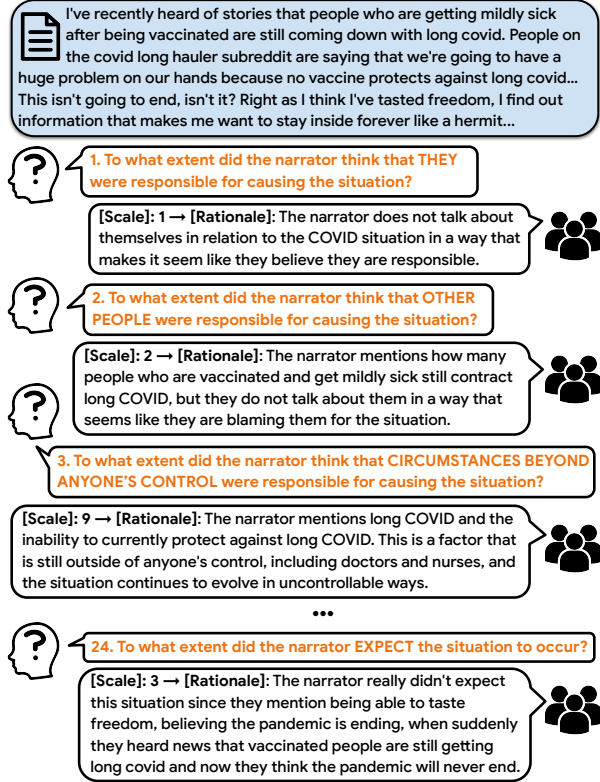 I've recently heard of stories that people who are getting mildly sick
after being vaccinated are still coming down with long covid. People on
the covid long hauler subreddit are saying that we're going to have a
huge problem on our hands because no vaccine protects against long covid...
This isn't going to end, isn't it? Right as I think I've tasted freedom, I find out
information that makes me want to stay inside forever like a hermit...
?
1. To what extent did the narrator think that THEY
were responsible for causing the situation?
[Scale]: 1 → [Rationale]: The narrator does not talk about
themselves in relation to the COVID situation in a way that
makes it seem like they believe they are responsible.
?
2. To what extent did the narrator think that OTHER
PEOPLE were responsible for causing the situation?
[Scale]: 2 → [Rationale]: The narrator mentions how many
people who are vaccinated and get mildly sick still contract
long COVID, but they do not talk about them in a way that
seems like they are blaming them for the situation.
?
3. To what extent did the narrator think that CIRCUMSTANCES BEYOND
ANYONE'S CONTROL were responsible for causing the situation?
[Scale]: 9 → [Rationale]: The narrator mentions long COVID and the
inability to currently protect against long COVID. This is a factor that
is still outside of anyone's control, including doctors and nurses, and
the situation continues to evolve in uncontrollable ways.
•••
?
24. To what extent did the narrator EXPECT the situation to occur?
[Scale]: 3 → [Rationale]: The narrator really didn't expect
this situation since they mention being able to taste
freedom, believing the pandemic is ending, when suddenly
they heard news that vaccinated people are still getting
long covid and now they think the pandemic will never end.